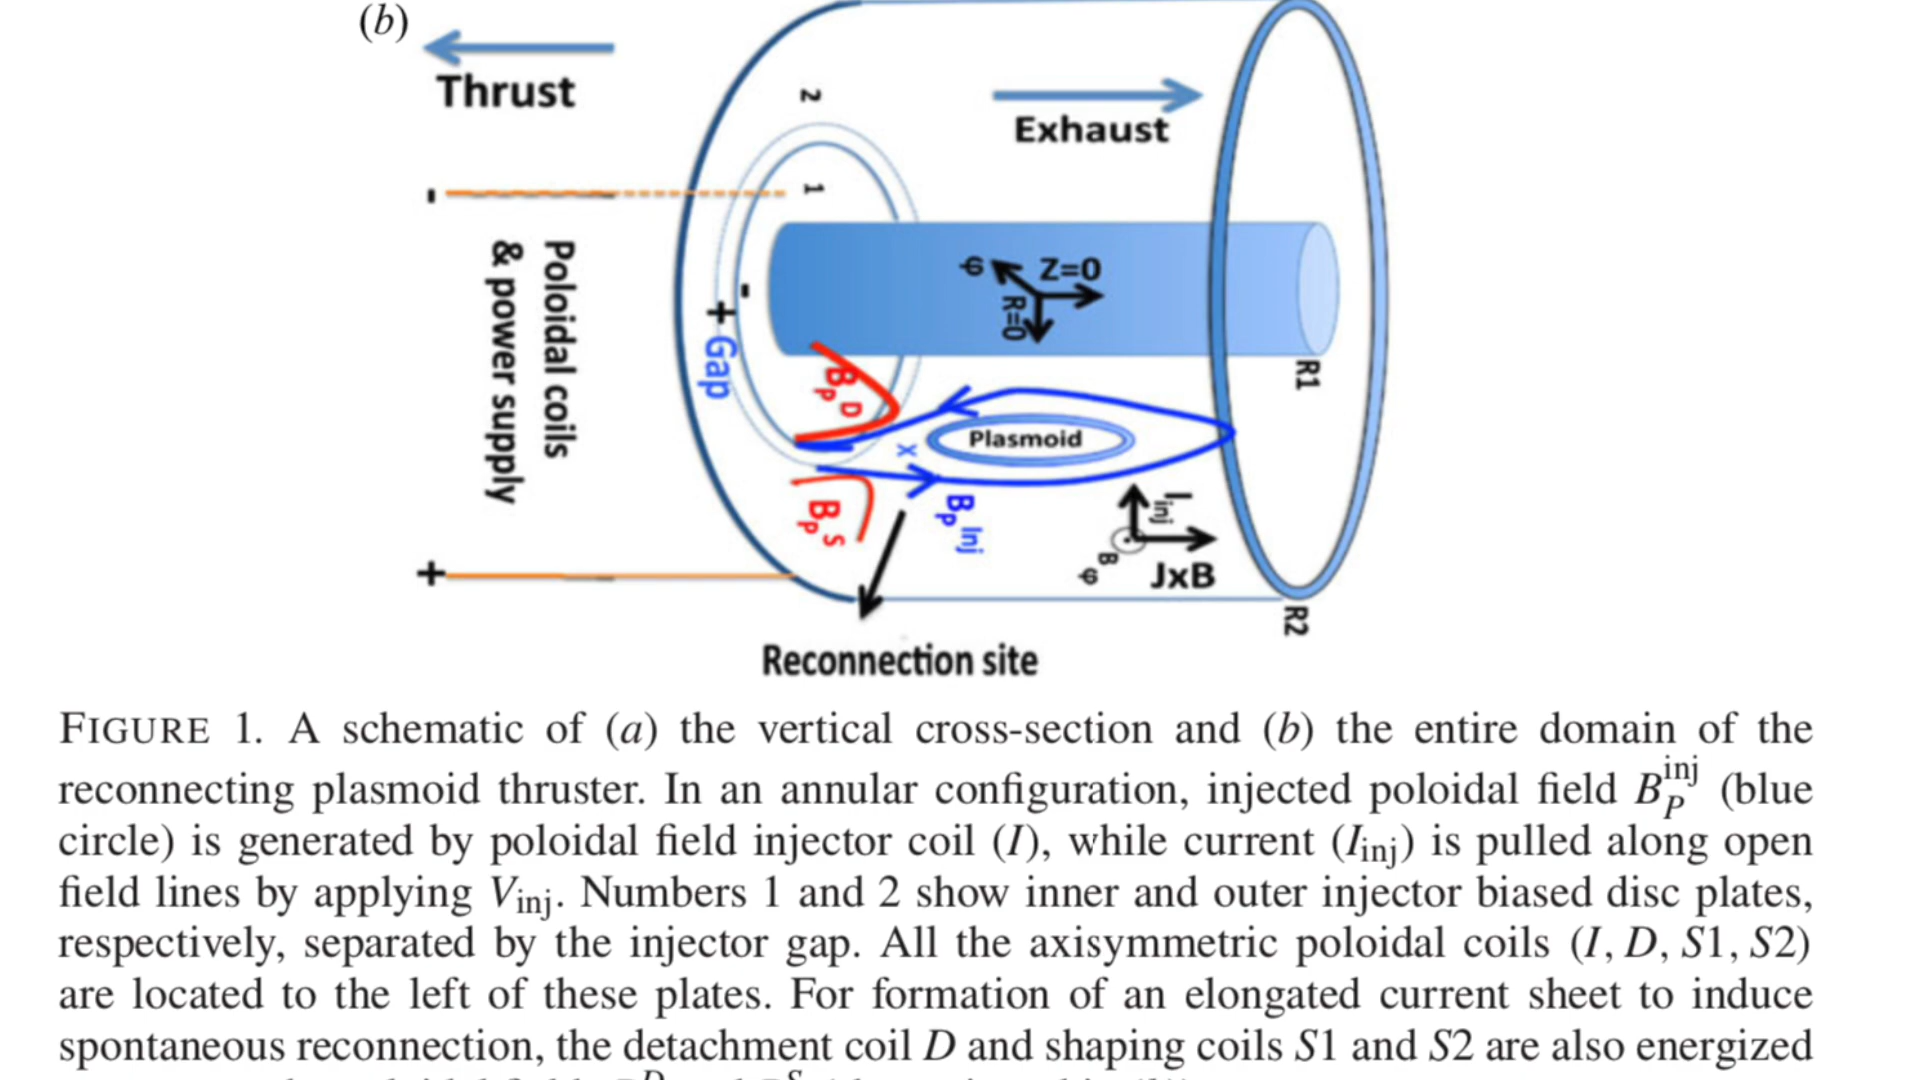 (b)
Thrust
Exhaust
2
1
-
Poloidal coils
& power supply
+
-
+
Gap
φ
Z=0
R=0
R1
B_P^D
x
Plasmoid
B_P^S
B_P^Inj
I_inj
B_φ
JxB
R2
Reconnection site
FIGURE 1. A schematic of (a) the vertical cross-section and (b) the entire domain of the
reconnecting plasmoid thruster. In an annular configuration, injected poloidal field B_P^inj (blue
circle) is generated by poloidal field injector coil (I), while current (I_inj) is pulled along open
field lines by applying V_inj. Numbers 1 and 2 show inner and outer injector biased disc plates,
respectively, separated by the injector gap. All the axisymmetric poloidal coils (I, D, S1, S2)
are located to the left of these plates. For formation of an elongated current sheet to induce
spontaneous reconnection, the detachment coil D and shaping coils S1 and S2 are also energized